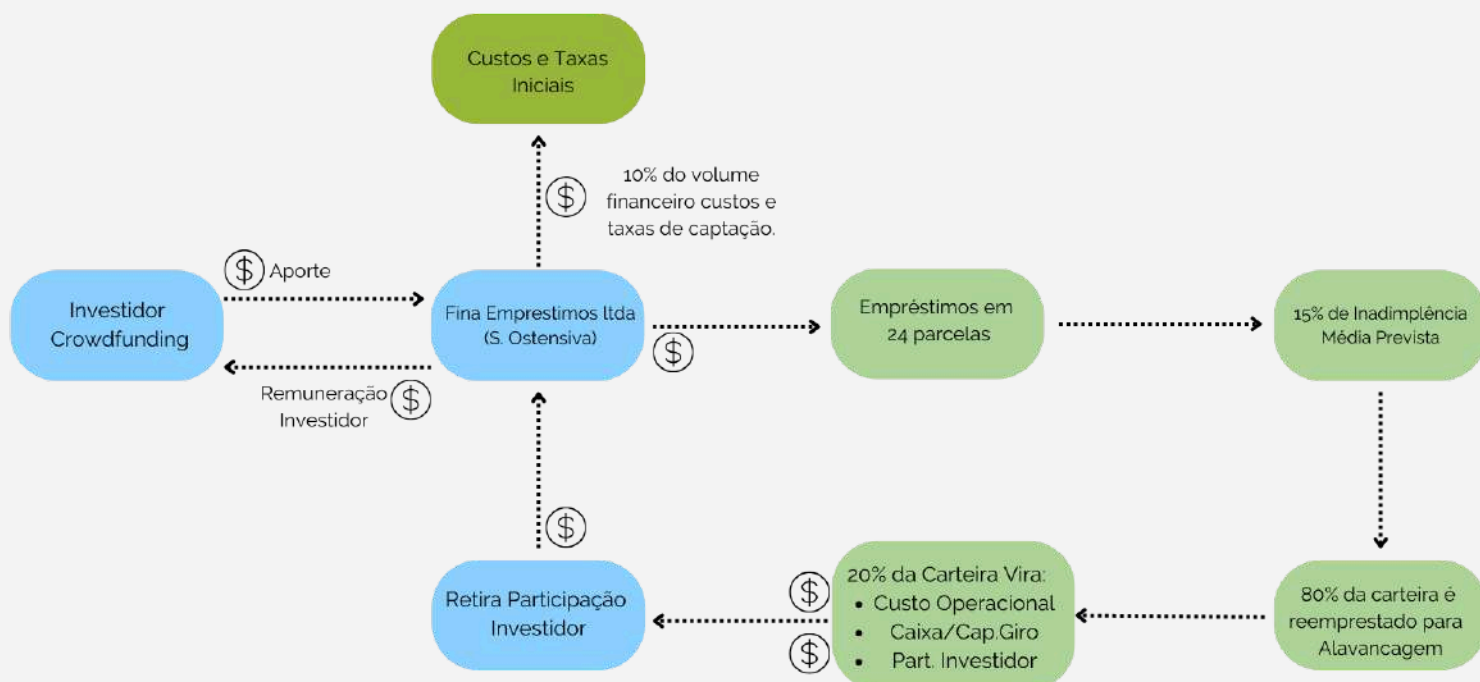 Custos e Taxas
Iniciais
10% do volume
financeiro custos e
taxas de captação.
$
$ Aporte
Investidor
Crowdfunding
Fina Emprestimos ltda
(S. Ostensiva)
$
Empréstimos em
24 parcelas
15% de Inadimplência
Média Prevista
Remuneração
Investidor
$
$
Retira Participação
Investidor
$
$
20% da Carteira Vira:
• Custo Operacional
• Caixa/Cap.Giro
• Part. Investidor
80% da carteira é
reemprestado para
Alavancagem